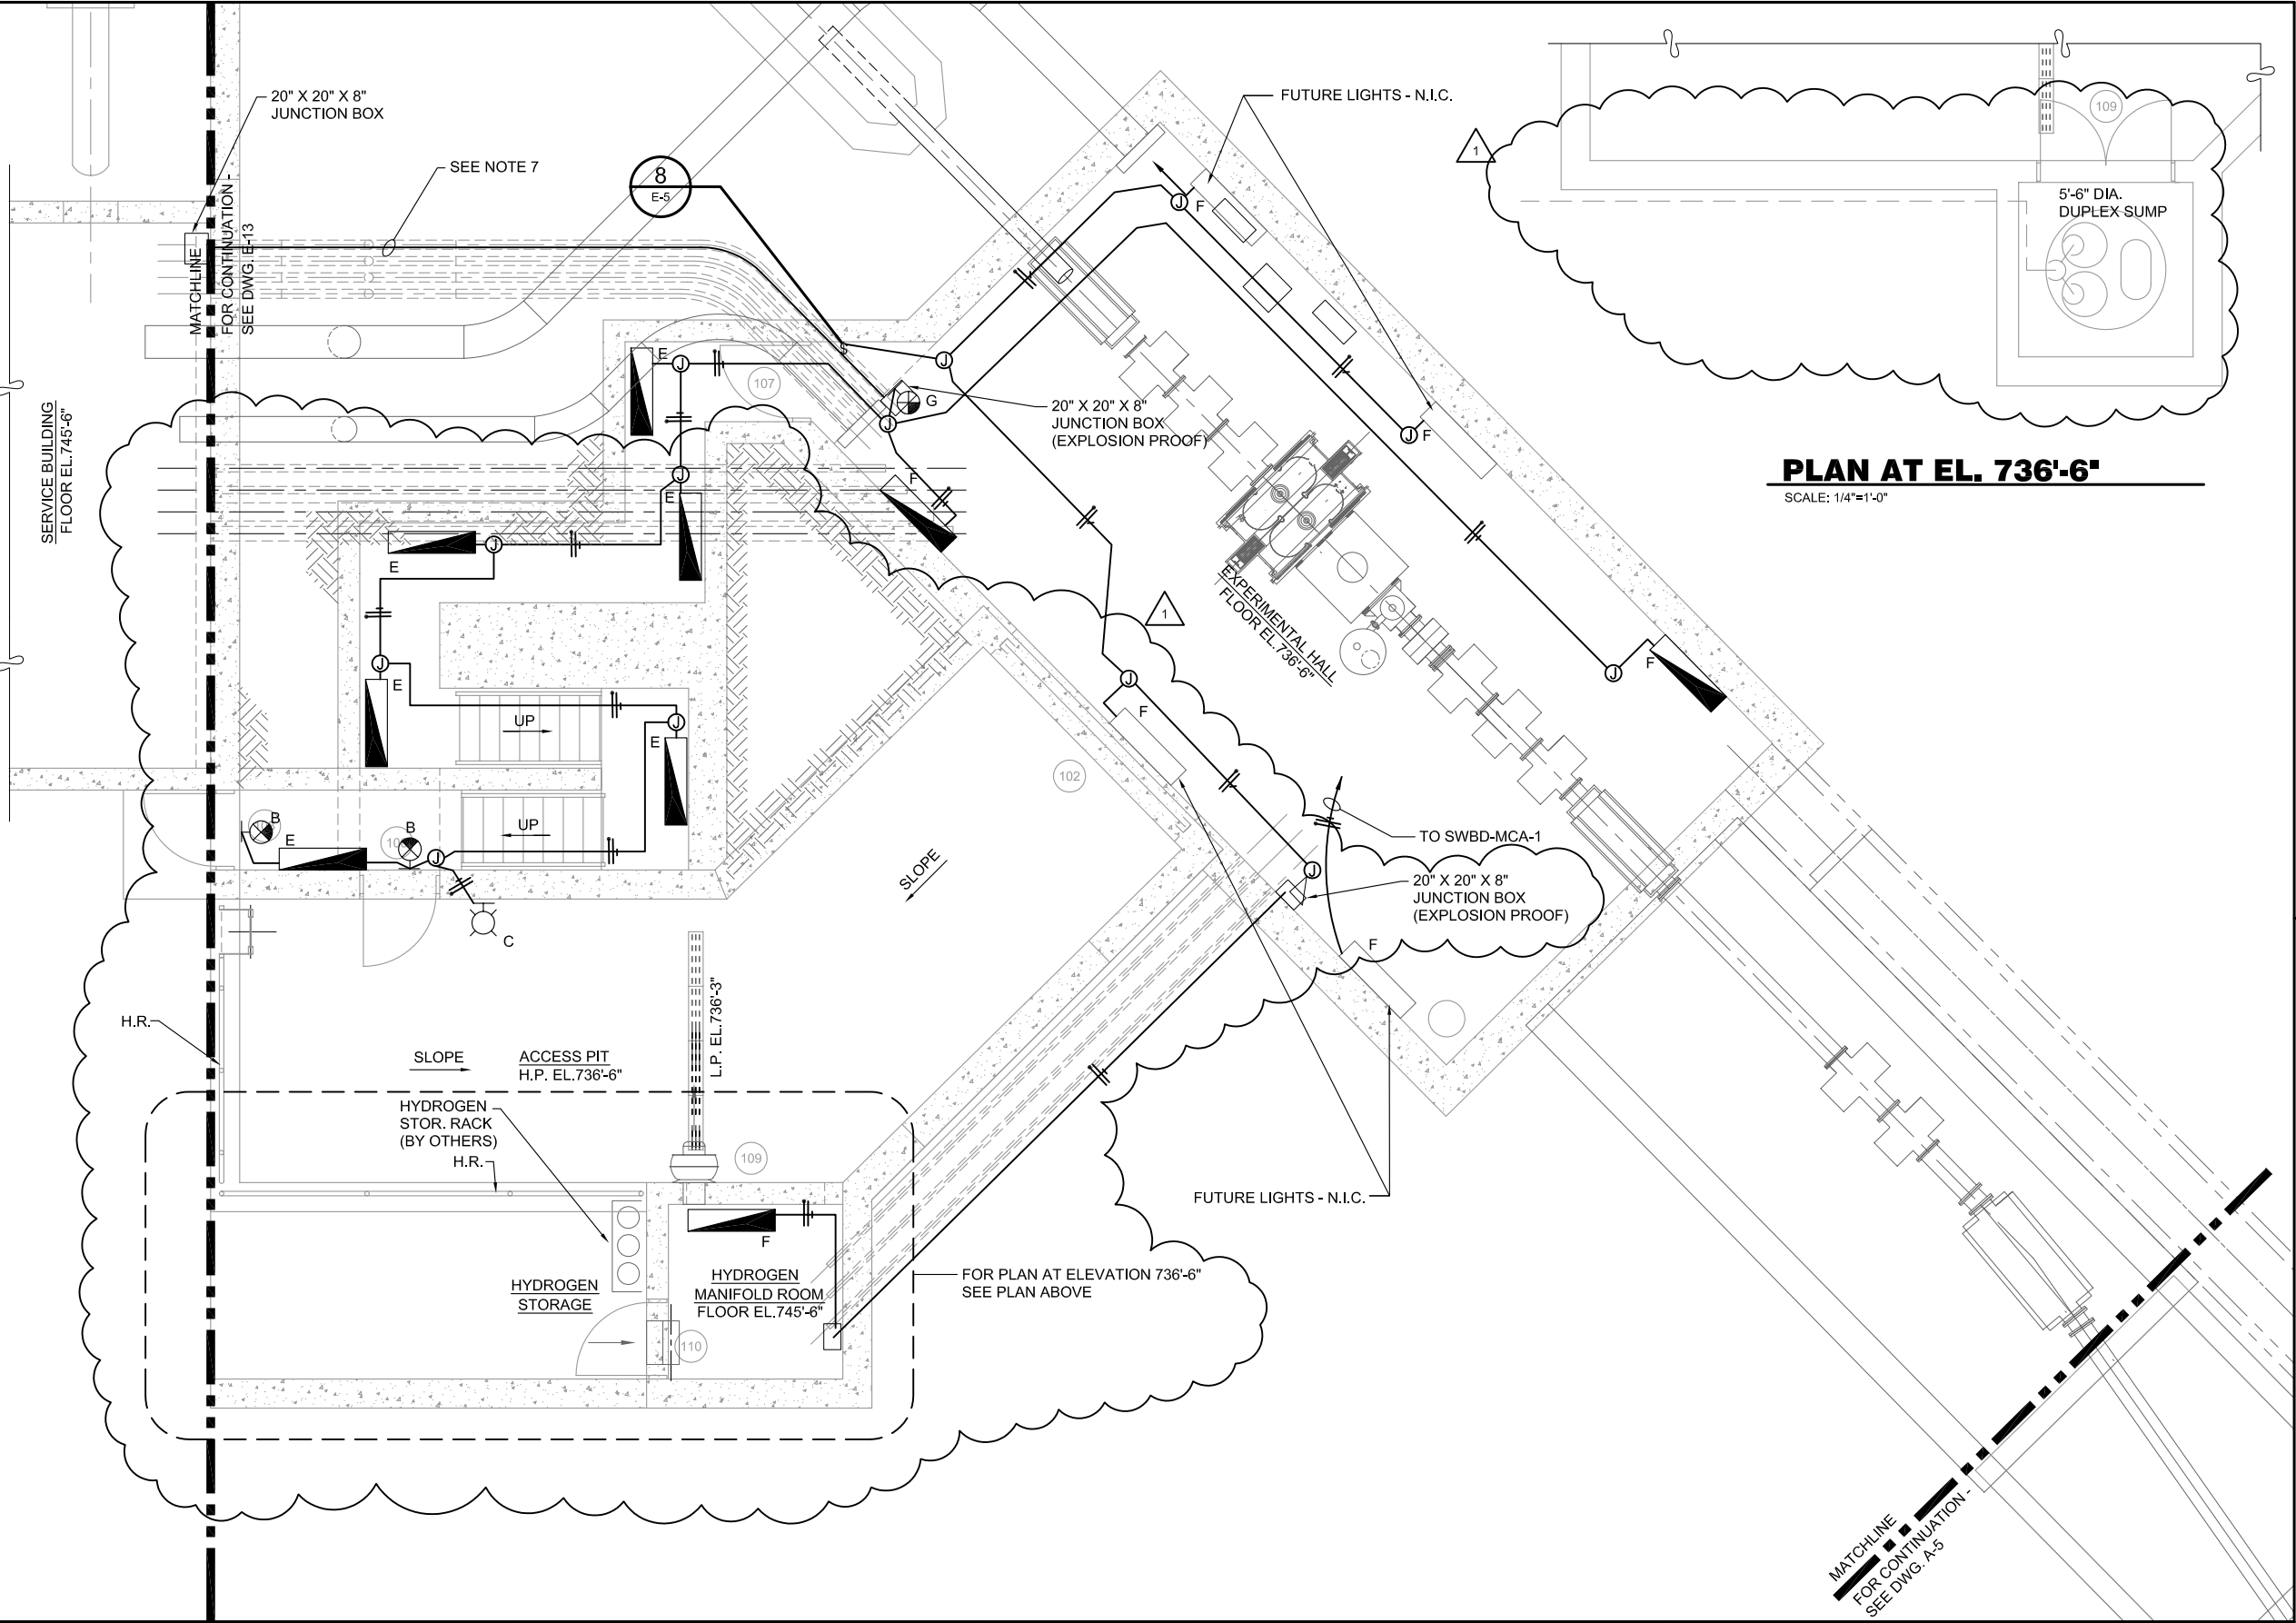 20" X 20" X 8"
JUNCTION BOX
SEE NOTE 7
8
E-5
FUTURE LIGHTS - N.I.C.
1
109
5'-6" DIA.
DUPLEX SUMP
PLAN AT EL. 736'-6"
SCALE: 1/4"=1'-0"
MATCHLINE
FOR CONTINUATION -
SEE DWG. E-13
SERVICE BUILDING
FLOOR EL.745'-6"
J
F
E
J
107
$
J
G
J
20" X 20" X 8"
JUNCTION BOX
(EXPLOSION PROOF)
J
F
J
E
F
J
E
1
EXPERIMENTAL HALL
FLOOR EL.736'-6"
J
E
J
F
J
F
UP
J
E
102
B
E
B
J
UP
C
SLOPE
TO SWBD-MCA-1
J
20" X 20" X 8"
JUNCTION BOX
(EXPLOSION PROOF)
F
H.R.
L.P. EL.736'-3"
SLOPE
ACCESS PIT
H.P. EL.736'-6"
HYDROGEN
STOR. RACK
(BY OTHERS)
H.R.
109
FUTURE LIGHTS - N.I.C.
F
HYDROGEN
STORAGE
HYDROGEN
MANIFOLD ROOM
FLOOR EL.745'-6"
110
FOR PLAN AT ELEVATION 736'-6"
SEE PLAN ABOVE
MATCHLINE
FOR CONTINUATION -
SEE DWG. A-5